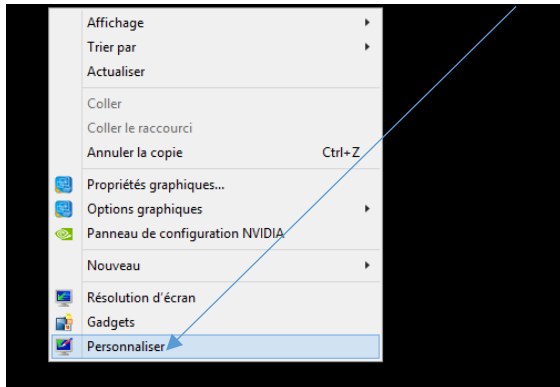 Affichage
Trier par
Actualiser
Coller
Coller le raccourci
Annuler la copie Ctrl+Z
Propriétés graphiques...
Options graphiques
Panneau de configuration NVIDIA
Nouveau
Résolution d'écran
Gadgets
Personnaliser